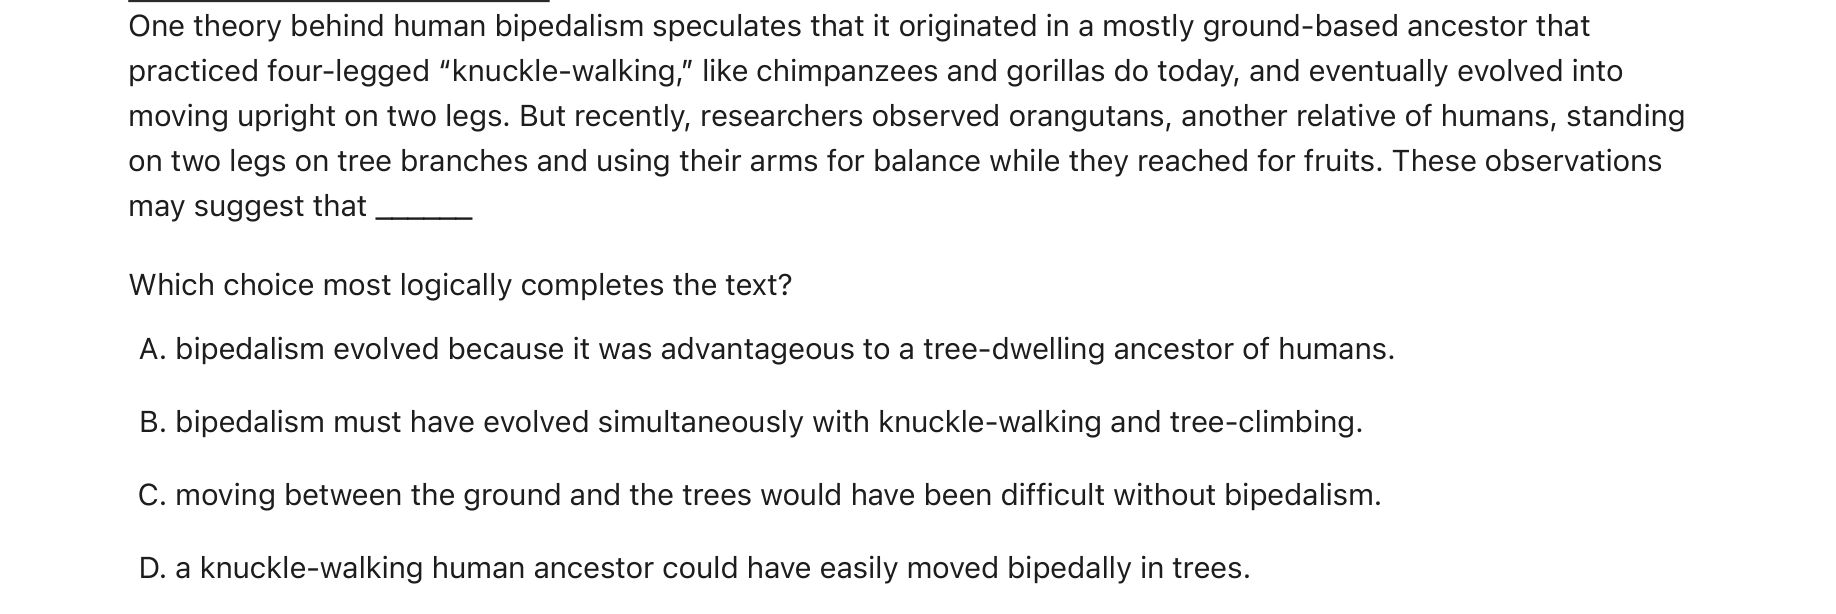 One theory behind human bipedalism speculates that it originated in a mostly ground-based ancestor that
practiced four-legged “knuckle-walking,” like chimpanzees and gorillas do today, and eventually evolved into
moving upright on two legs. But recently, researchers observed orangutans, another relative of humans, standing
on two legs on tree branches and using their arms for balance while they reached for fruits. These observations
may suggest that ______
Which choice most logically completes the text?
A. bipedalism evolved because it was advantageous to a tree-dwelling ancestor of humans.
B. bipedalism must have evolved simultaneously with knuckle-walking and tree-climbing.
C. moving between the ground and the trees would have been difficult without bipedalism.
D. a knuckle-walking human ancestor could have easily moved bipedally in trees.